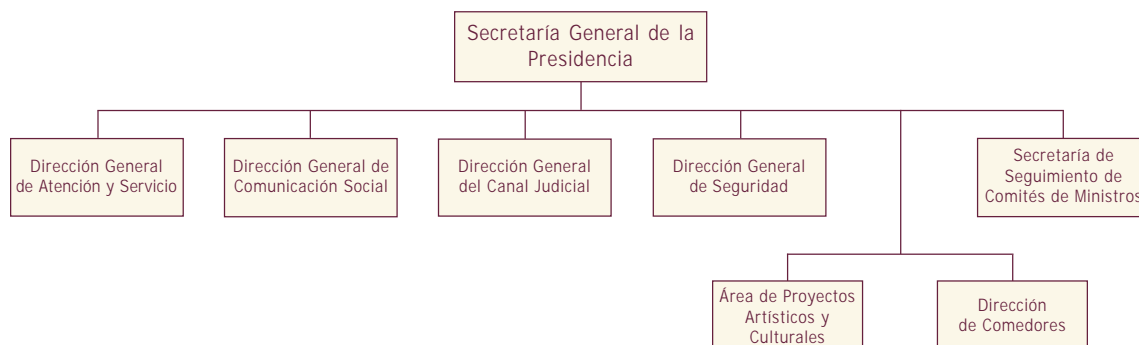 Secretaría General de la
Presidencia
Dirección General
de Atención y Servicio
Dirección General de
Comunicación Social
Dirección General
del Canal Judicial
Dirección General
de Seguridad
Secretaría de
Seguimiento de
Comités de Ministros
Área de Proyectos
Artísticos y
Culturales
Dirección
de Comedores